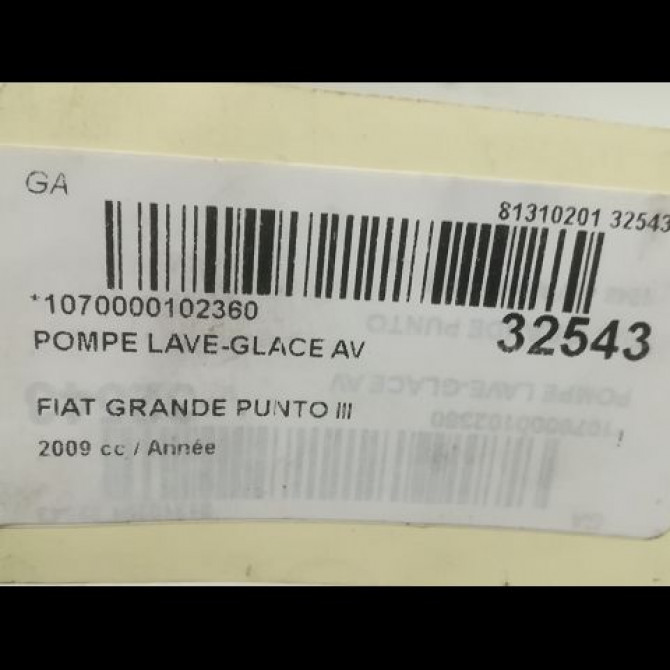 GA
81310201 32543
*1070000102360
32543
POMPE LAVE-GLACE AV
FIAT GRANDE PUNTO III
2009 cc / Année